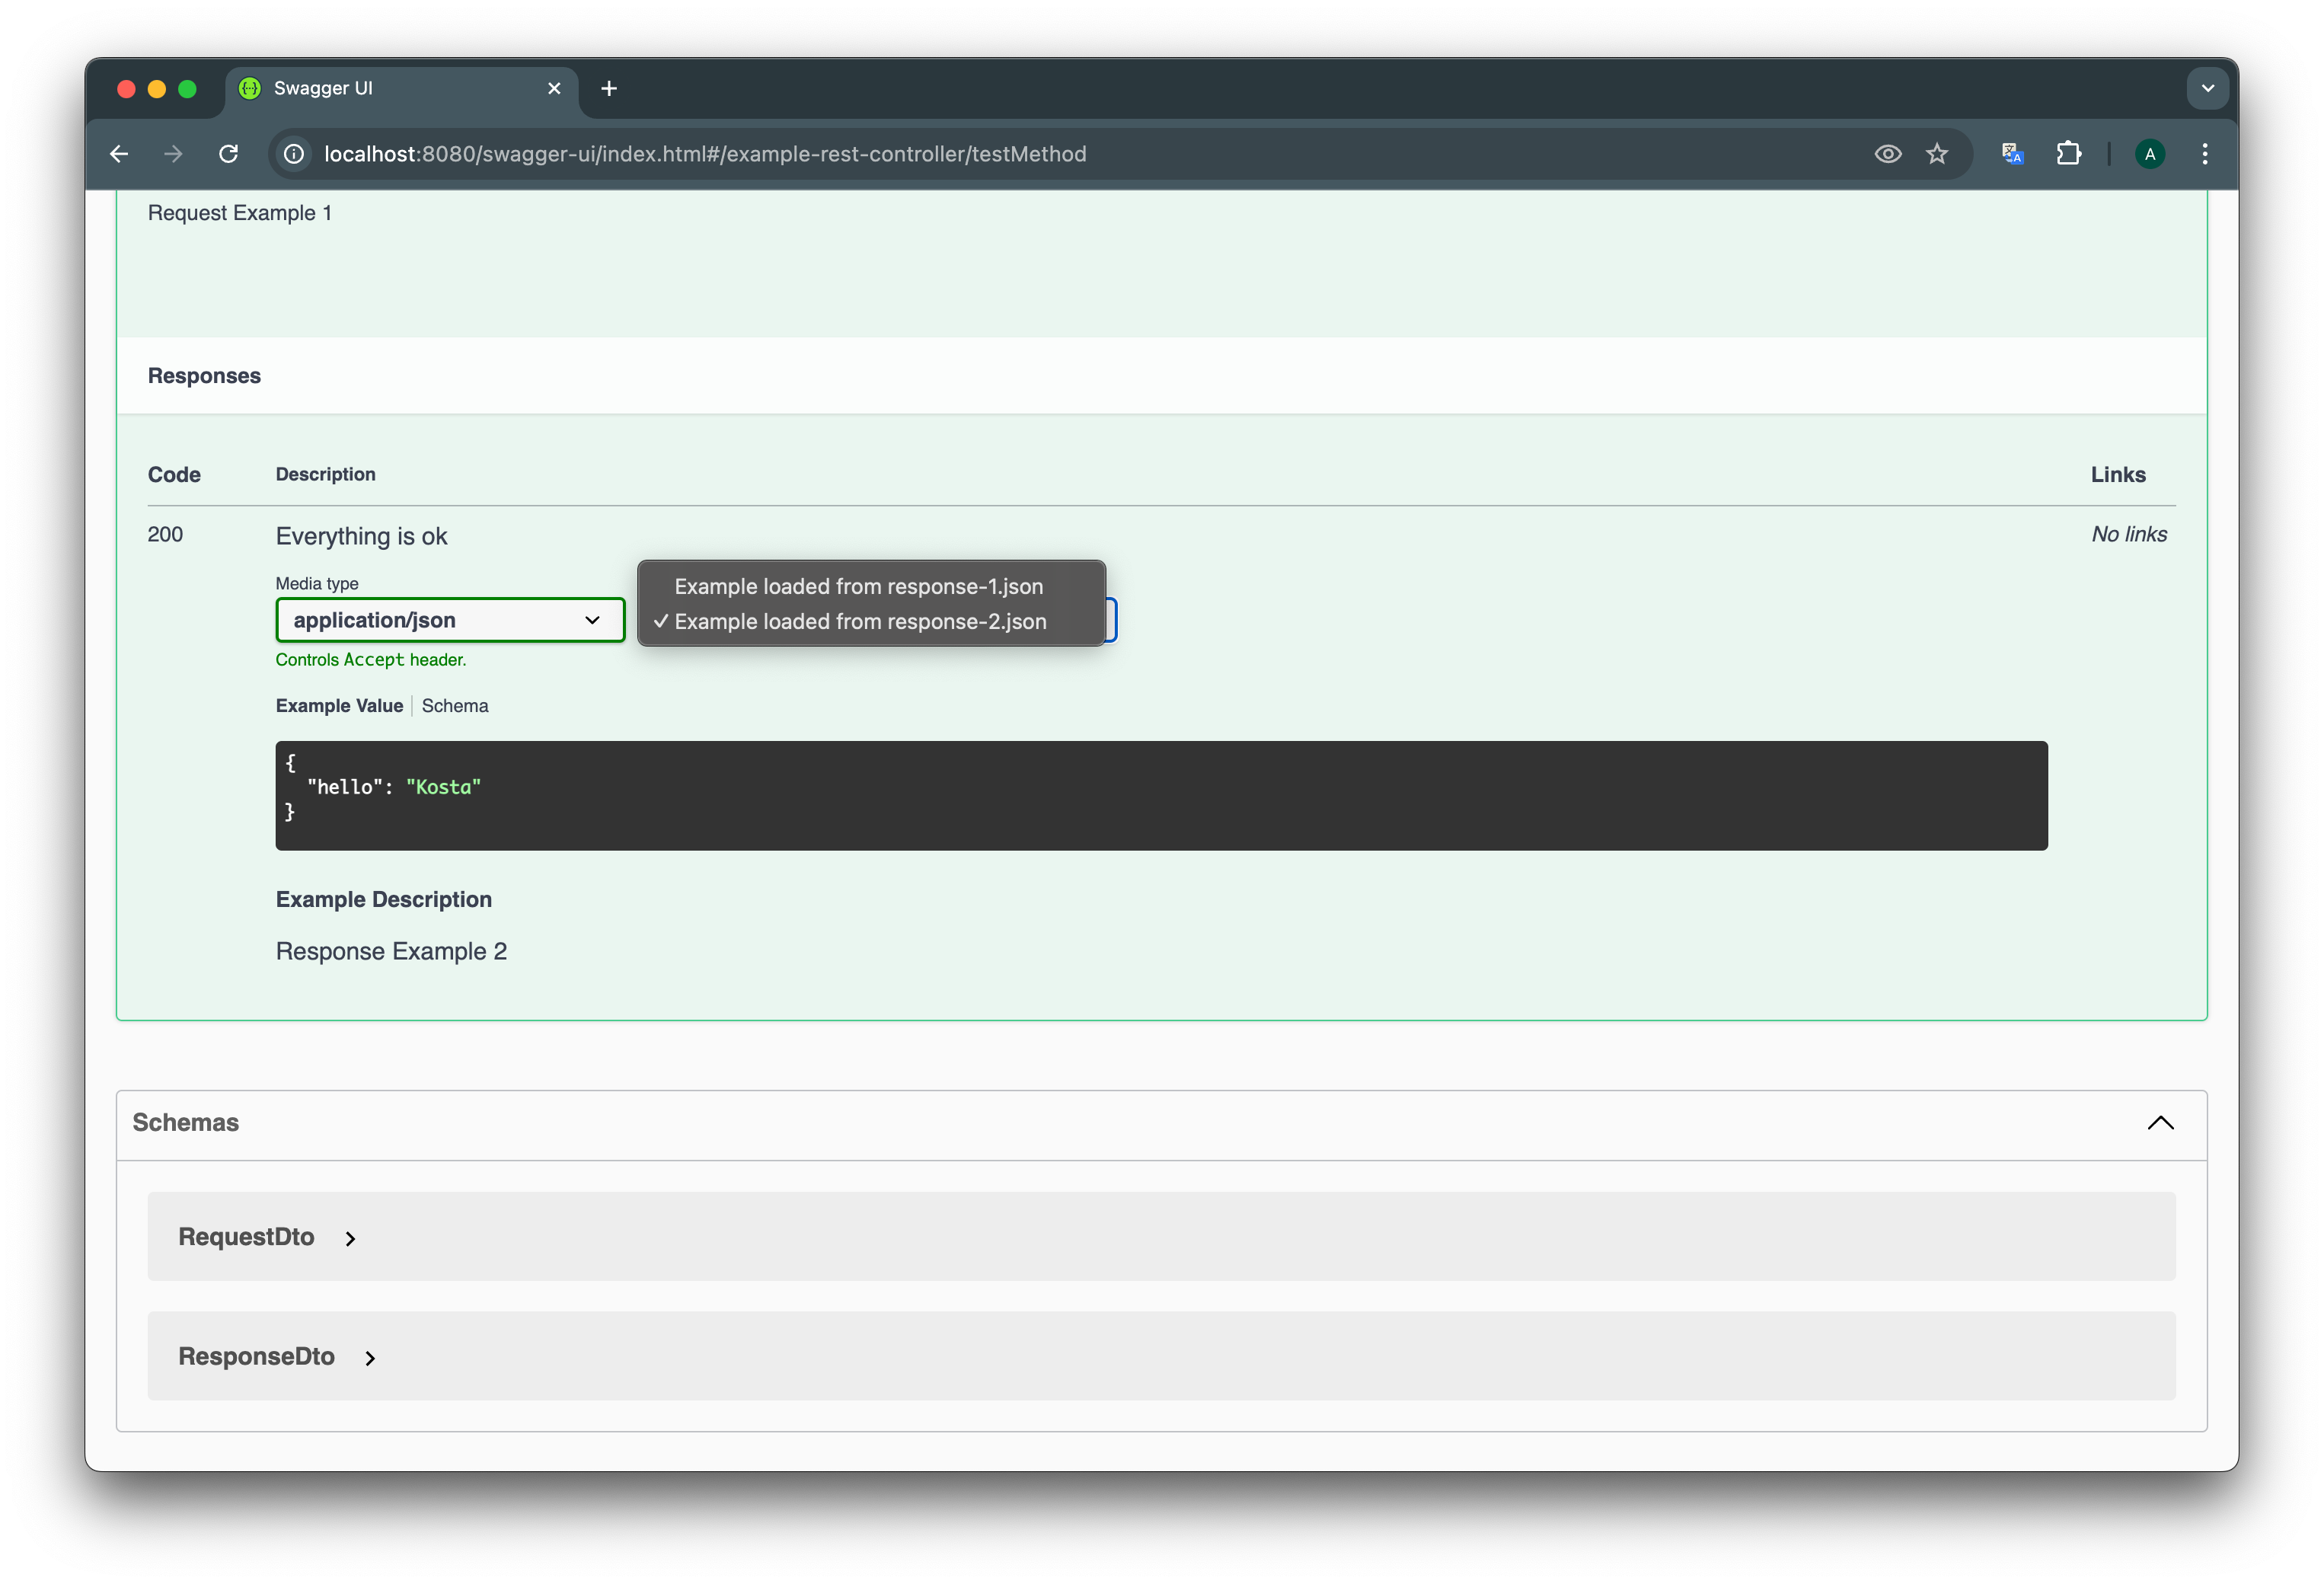 Swagger UI
localhost:8080/swagger-ui/index.html#/example-rest-controller/testMethod
A
Request Example 1
Responses
Code Description Links
200 Everything is ok No links
Media type
Example loaded from response-1.json
application/json ✓ Example loaded from response-2.json
Controls Accept header.
Example Value Schema
{
"hello": "Kosta"
}
Example Description
Response Example 2
Schemas
RequestDto
ResponseDto